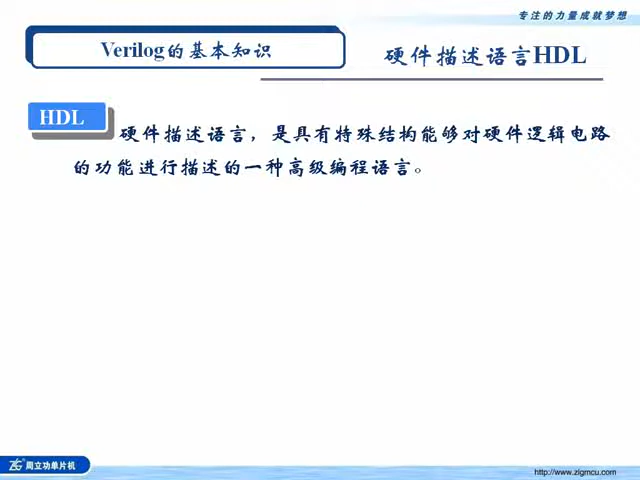 专注的力量成就梦想
Verilog的基本知识
硬件描述语言HDL
HDL
硬件描述语言，是具有特殊结构能够对硬件逻辑电路
的功能进行描述的一种高级编程语言。
ZLG 周立功单片机
http://www.zlgmcu.com